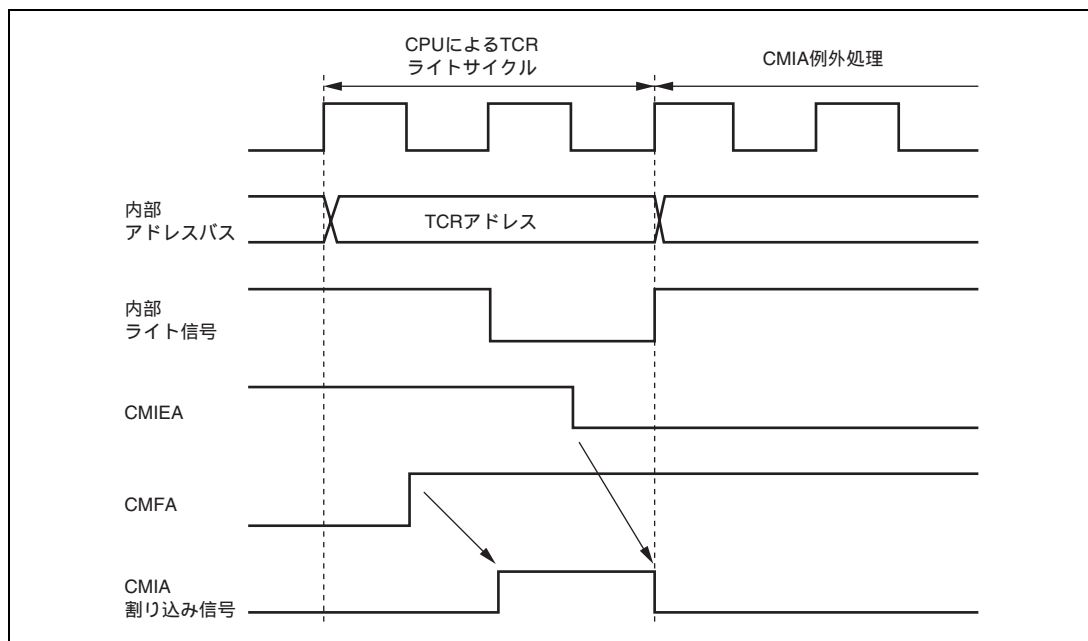 CPUによるTCR
ライトサイクル
CMIA例外処理
内部
アドレスバス
TCRアドレス
内部
ライト信号
CMIEA
CMFA
CMIA
割り込み信号